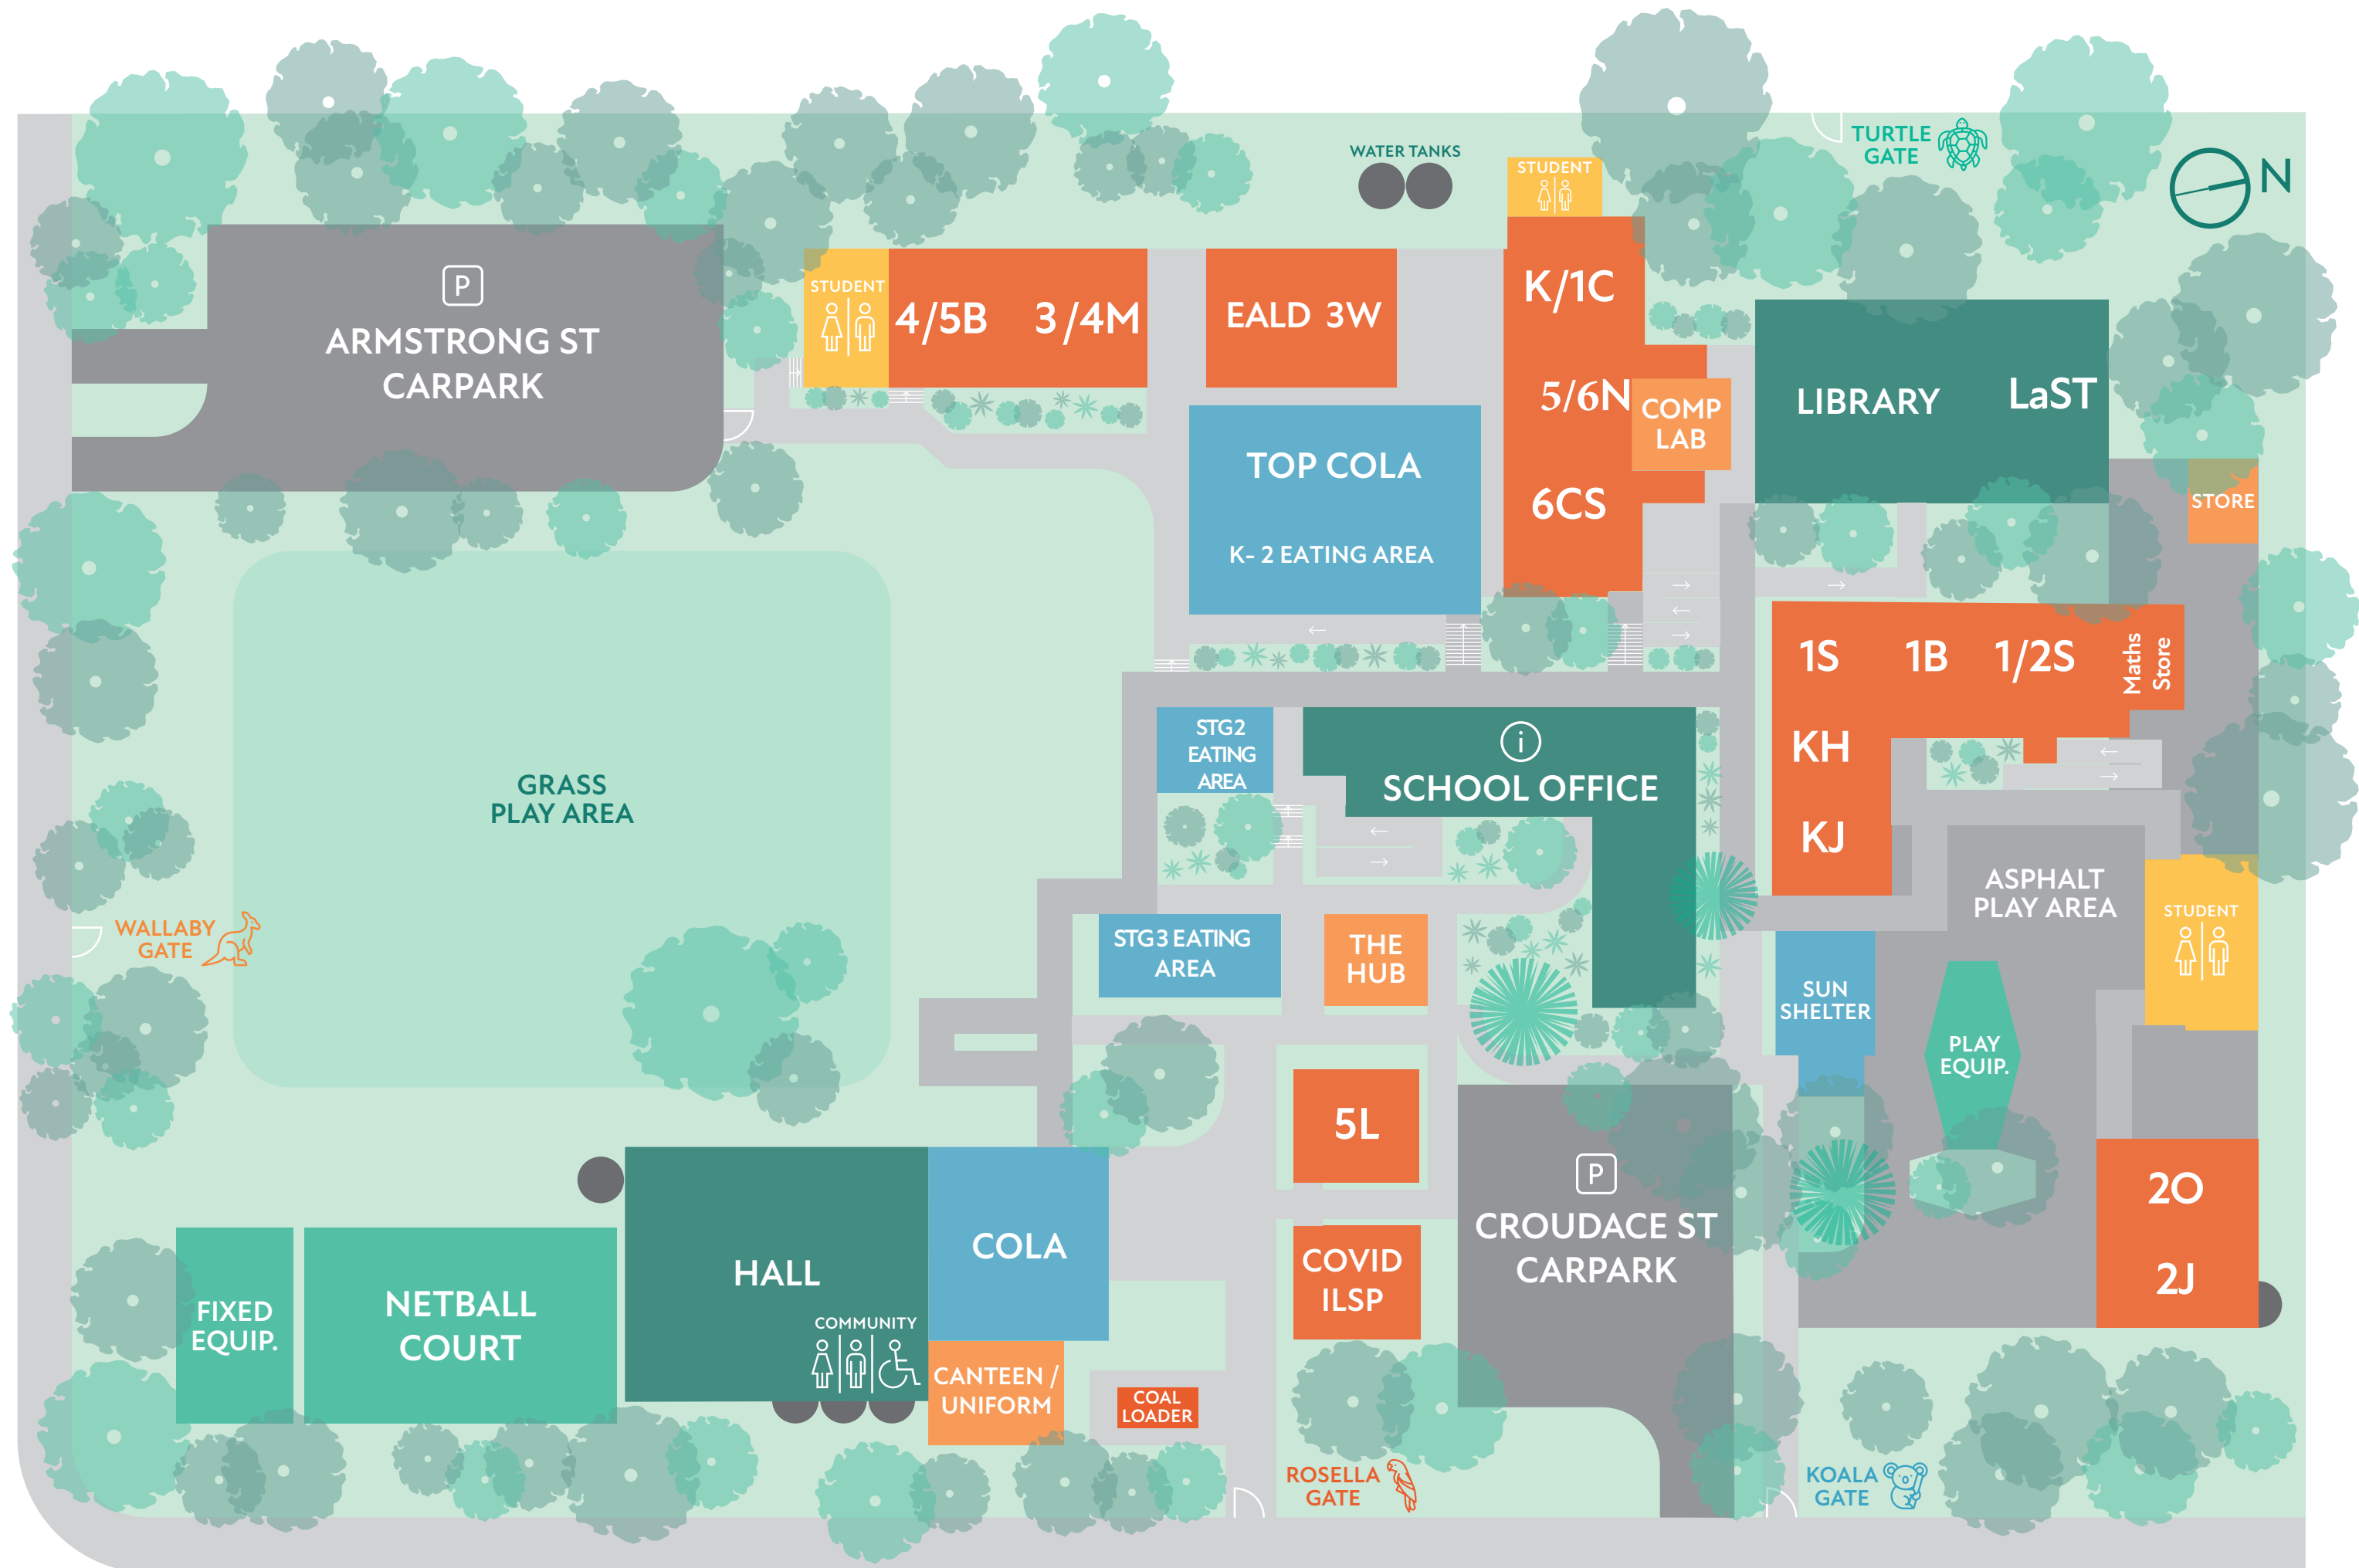 WATER TANKS
STUDENT
TURTLE
GATE
N
P
ARMSTRONG ST
CARPARK
STUDENT
4/5B
3/4M
EALD 3W
K/1C
5/6N
6CS
COMP
LAB
LIBRARY
LaST
STORE
TOP COLA
K- 2 EATING AREA
1S
1B
1/2S
Maths
Store
KH
KJ
STG2
EATING
AREA
i
SCHOOL OFFICE
GRASS
PLAY AREA
ASPHALT
PLAY AREA
STUDENT
WALLABY
GATE
STG3 EATING
AREA
THE
HUB
SUN
SHELTER
PLAY
EQUIP.
5L
P
CROUDACE ST
CARPARK
2O
2J
COLA
HALL
COMMUNITY
COVID
ILSP
FIXED
EQUIP.
NETBALL
COURT
CANTEEN /
UNIFORM
COAL
LOADER
ROSELLA
GATE
KOALA
GATE